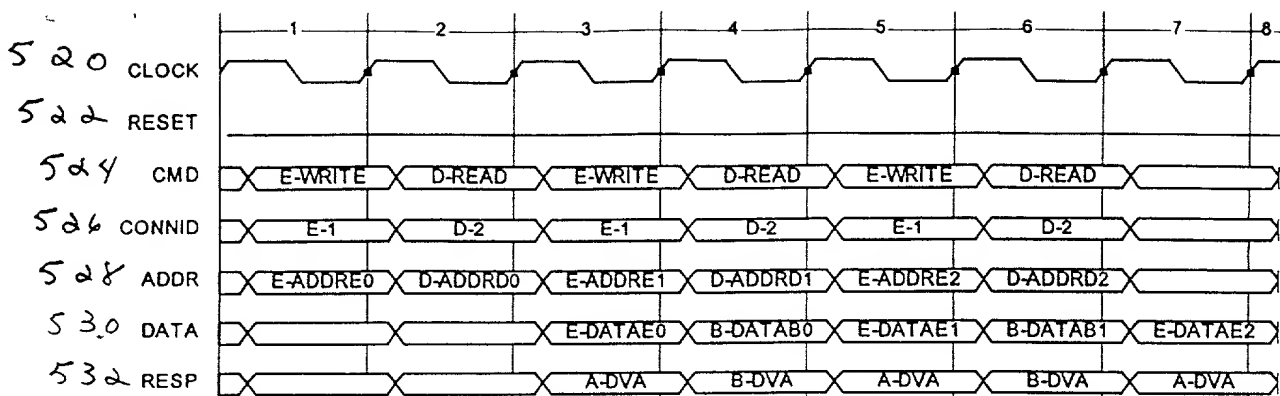 1 2 3 4 5 6 7 8
520 CLOCK
522 RESET
524 CMD E-WRITE D-READ E-WRITE D-READ E-WRITE D-READ
526 CONNID E-1 D-2 E-1 D-2 E-1 D-2
528 ADDR E-ADDRE0 D-ADDRD0 E-ADDRE1 D-ADDRD1 E-ADDRE2 D-ADDRD2
530 DATA E-DATAE0 B-DATAB0 E-DATAE1 B-DATAB1 E-DATAE2
532 RESP A-DVA B-DVA A-DVA B-DVA A-DVA